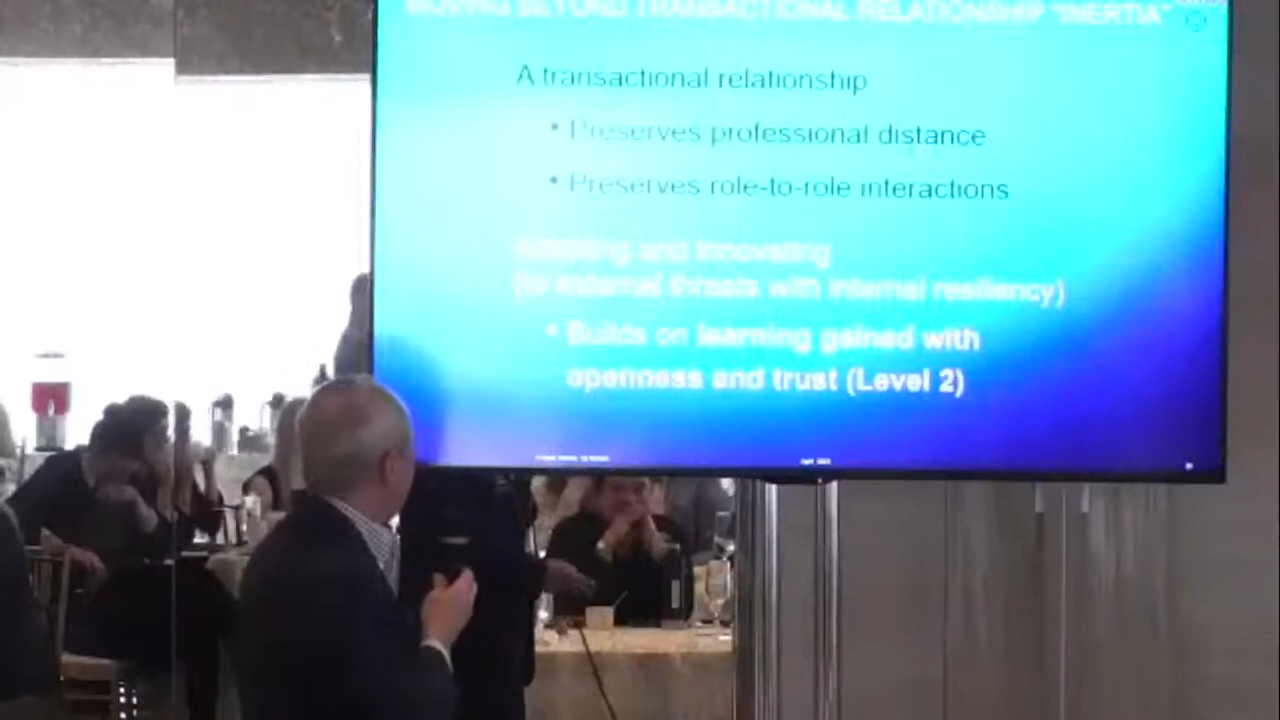 MOVING BEYOND TRANSACTIONAL RELATIONSHIP "INERTIA"
A transactional relationship
• Preserves professional distance
• Preserves role-to-role interactions
Adapting and innovating
(to external threats with internal resiliency)
• Builds on learning gained with
openness and trust (Level 2)